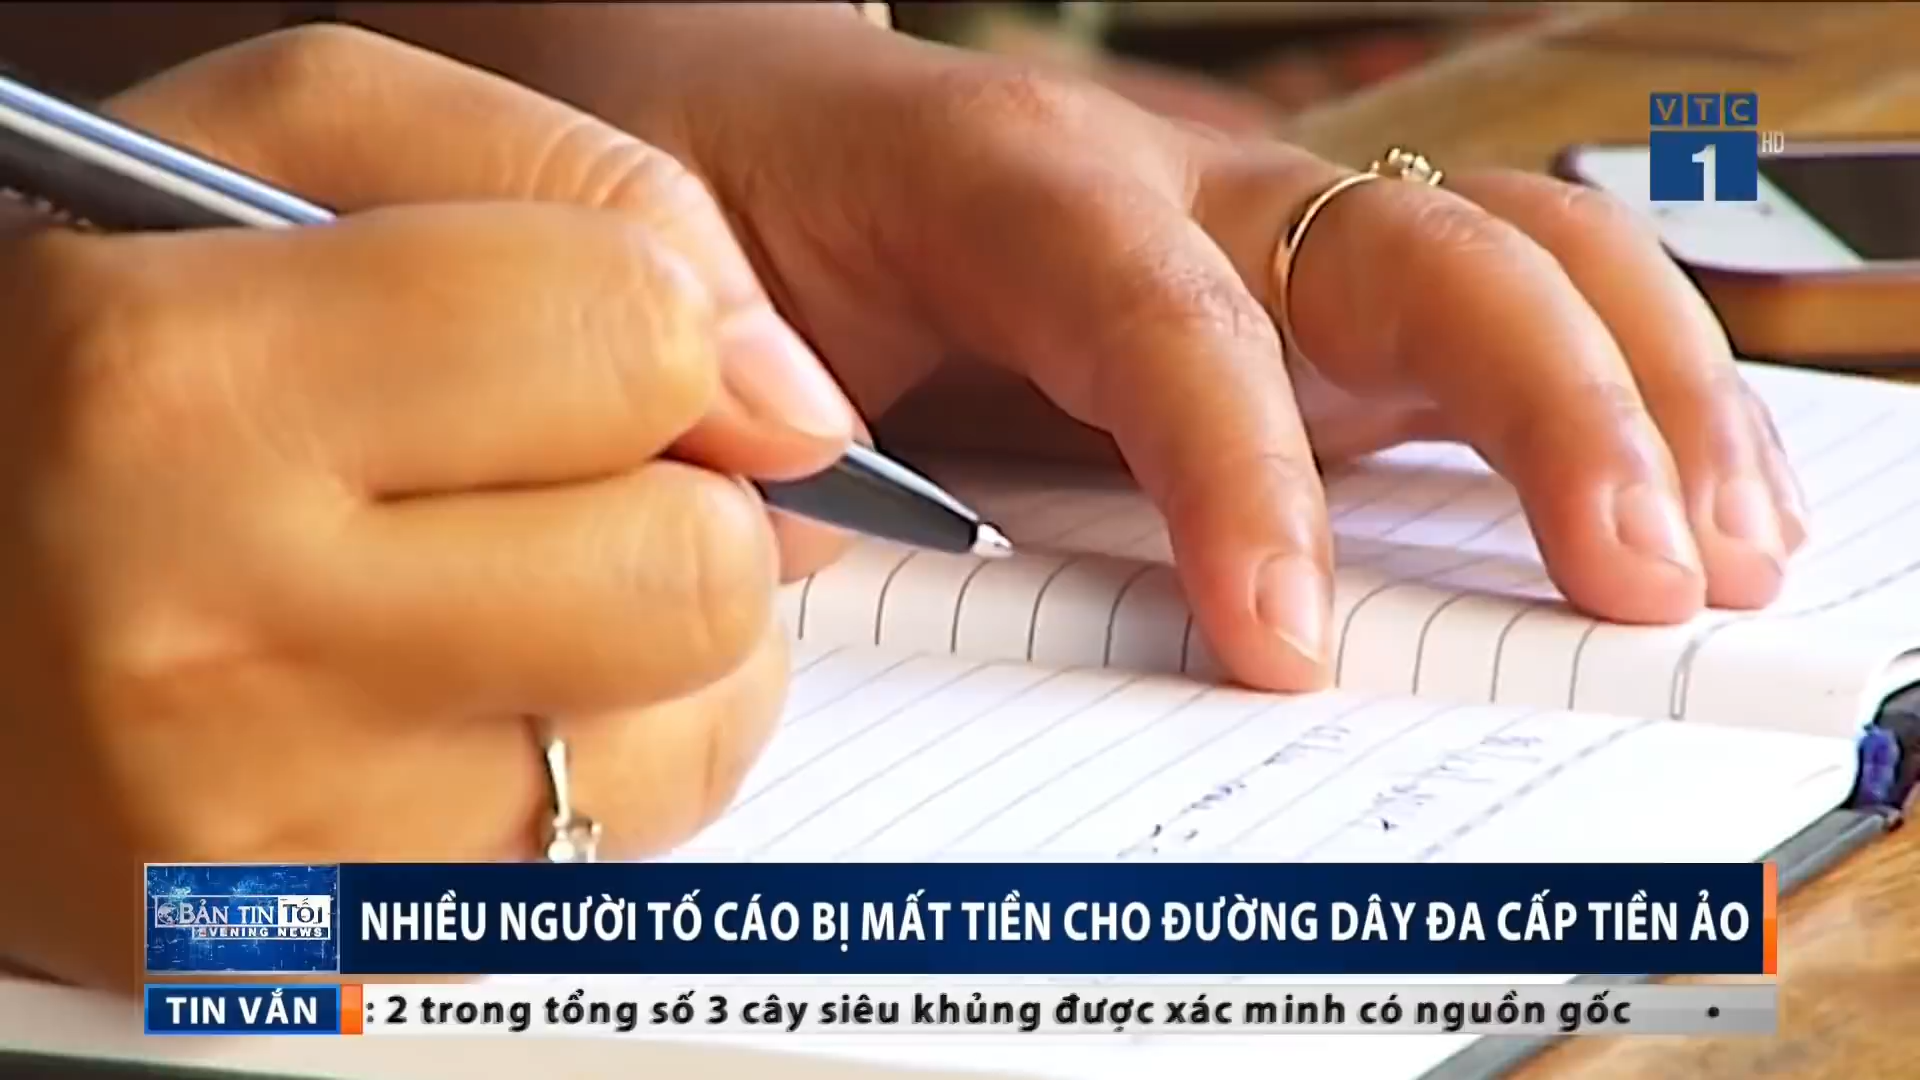 VTC
1 HD
BẢN TIN TỐI
EVENING NEWS
NHIỀU NGƯỜI TỐ CÁO BỊ MẤT TIỀN CHO ĐƯỜNG DÂY ĐA CẤP TIỀN ẢO
TIN VẮN
: 2 trong tổng số 3 cây siêu khủng được xác minh có nguồn gốc •